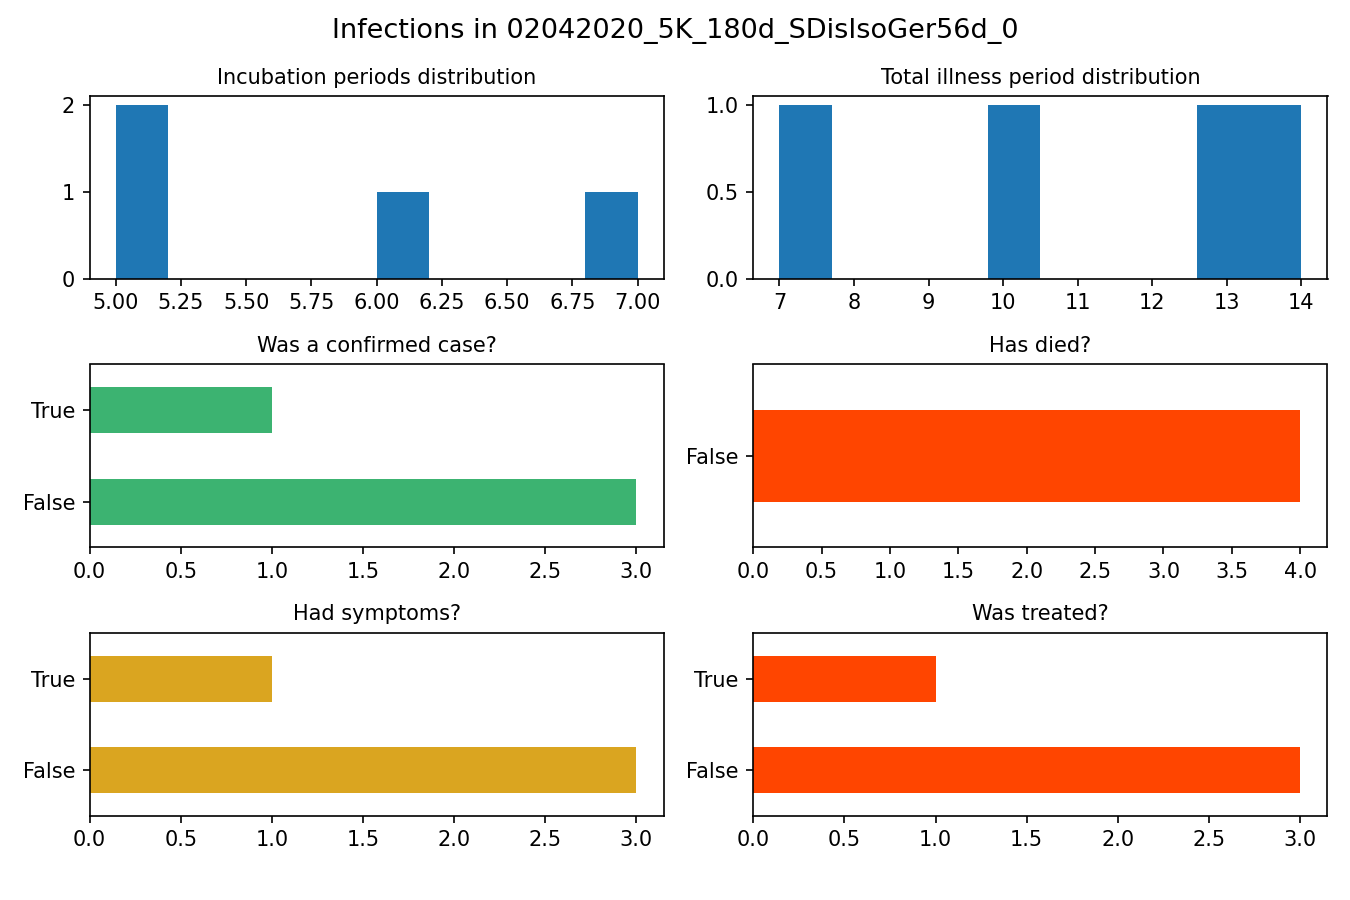 Infections in 02042020_5K_180d_SDisIsoGer56d_0
Incubation periods distribution
2
1
0
5.00 5.25 5.50 5.75 6.00 6.25 6.50 6.75 7.00
Total illness period distribution
1.0
0.5
0.0
7 8 9 10 11 12 13 14
Was a confirmed case?
True
False
0.0 0.5 1.0 1.5 2.0 2.5 3.0
Has died?
False
0.0 0.5 1.0 1.5 2.0 2.5 3.0 3.5 4.0
Had symptoms?
True
False
0.0 0.5 1.0 1.5 2.0 2.5 3.0
Was treated?
True
False
0.0 0.5 1.0 1.5 2.0 2.5 3.0